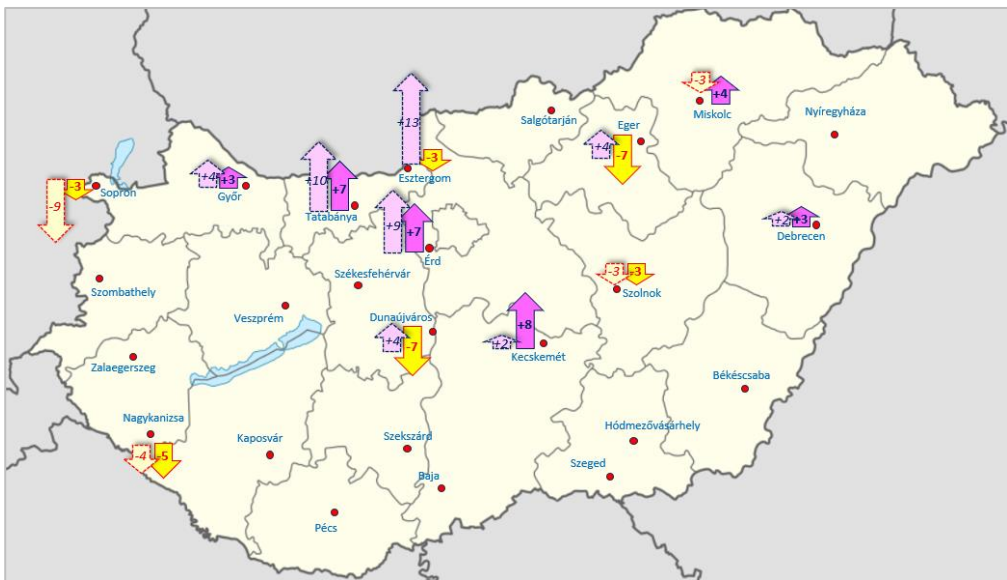 +13
-3
+4
Salgótarján
Miskolc
Nyíregyháza
Eger
+4
-7
-3
Esztergom
-9
-3
Sopron
+4
+3
Győr
+10
+7
Tatabánya
+9
+7
Érd
+2
+3
Debrecen
Szombathely
Székesfehérvár
-3
-3
Szolnok
Veszprém
Dunaújváros
+4
-7
+2
+8
Kecskemét
Zalaegerszeg
Békéscsaba
Nagykanizsa
-4
-5
Kaposvár
Szekszárd
Hódmezővásárhely
Szeged
Baja
Pécs